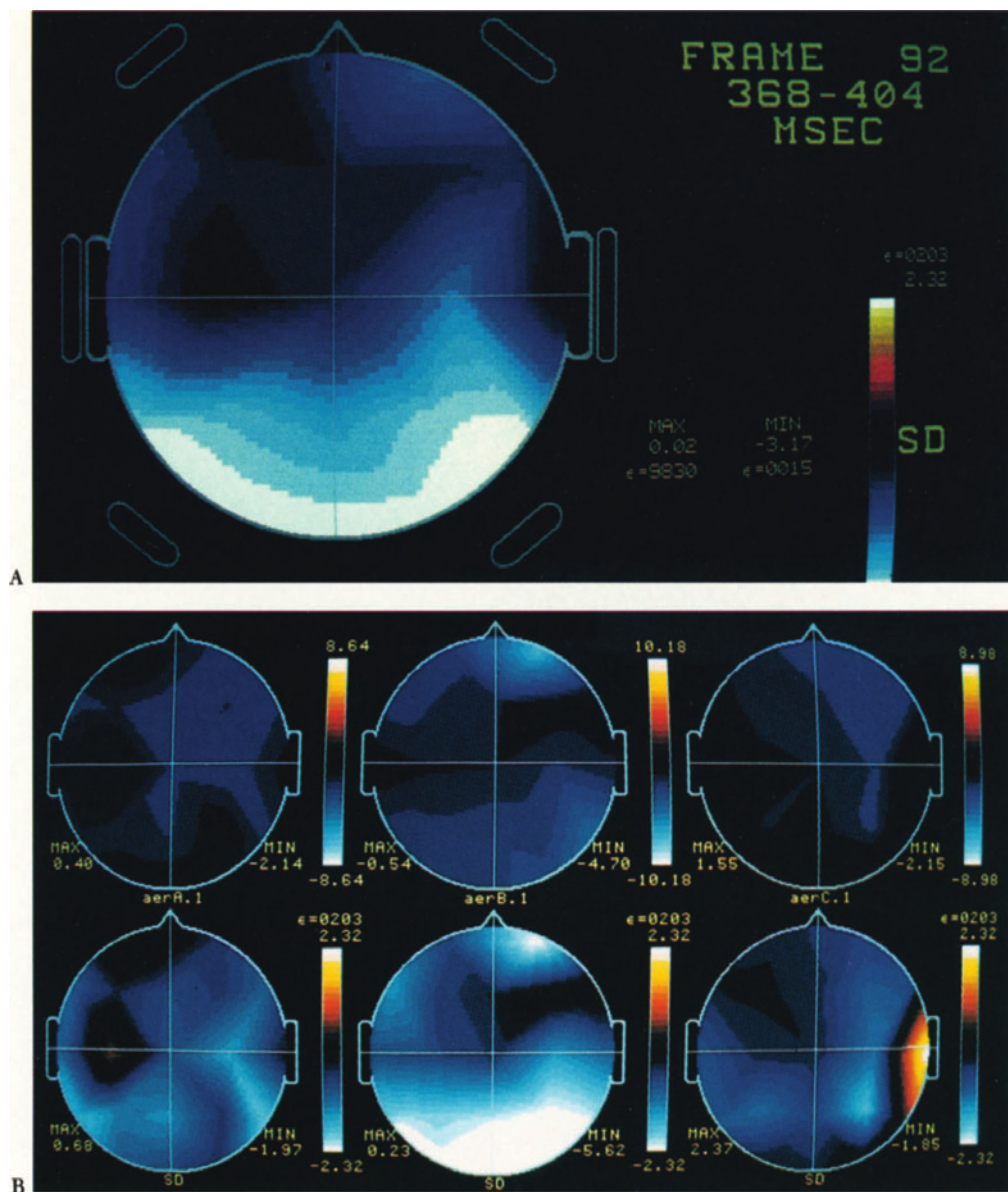 FRAME 92
368-404
MSEC
ϵ=0203
2.32
MAX MIN
0.02 -3.17
ϵ=9830 ϵ=0015
SD
A
8.64 10.18 8.98
MAX MIN MAX MIN MAX MIN
0.40 -2.14 -0.54 -4.70 1.55 -2.15
-8.64 -10.18 -8.98
aerA.1 aerB.1 aerC.1
ϵ=0203 ϵ=0203 ϵ=0203
2.32 2.32 2.32
MAX MIN MAX MIN MAX MIN
0.68 -1.97 0.23 -5.62 2.37 -1.85
-2.32 -2.32 -2.32
SD SD SD
B